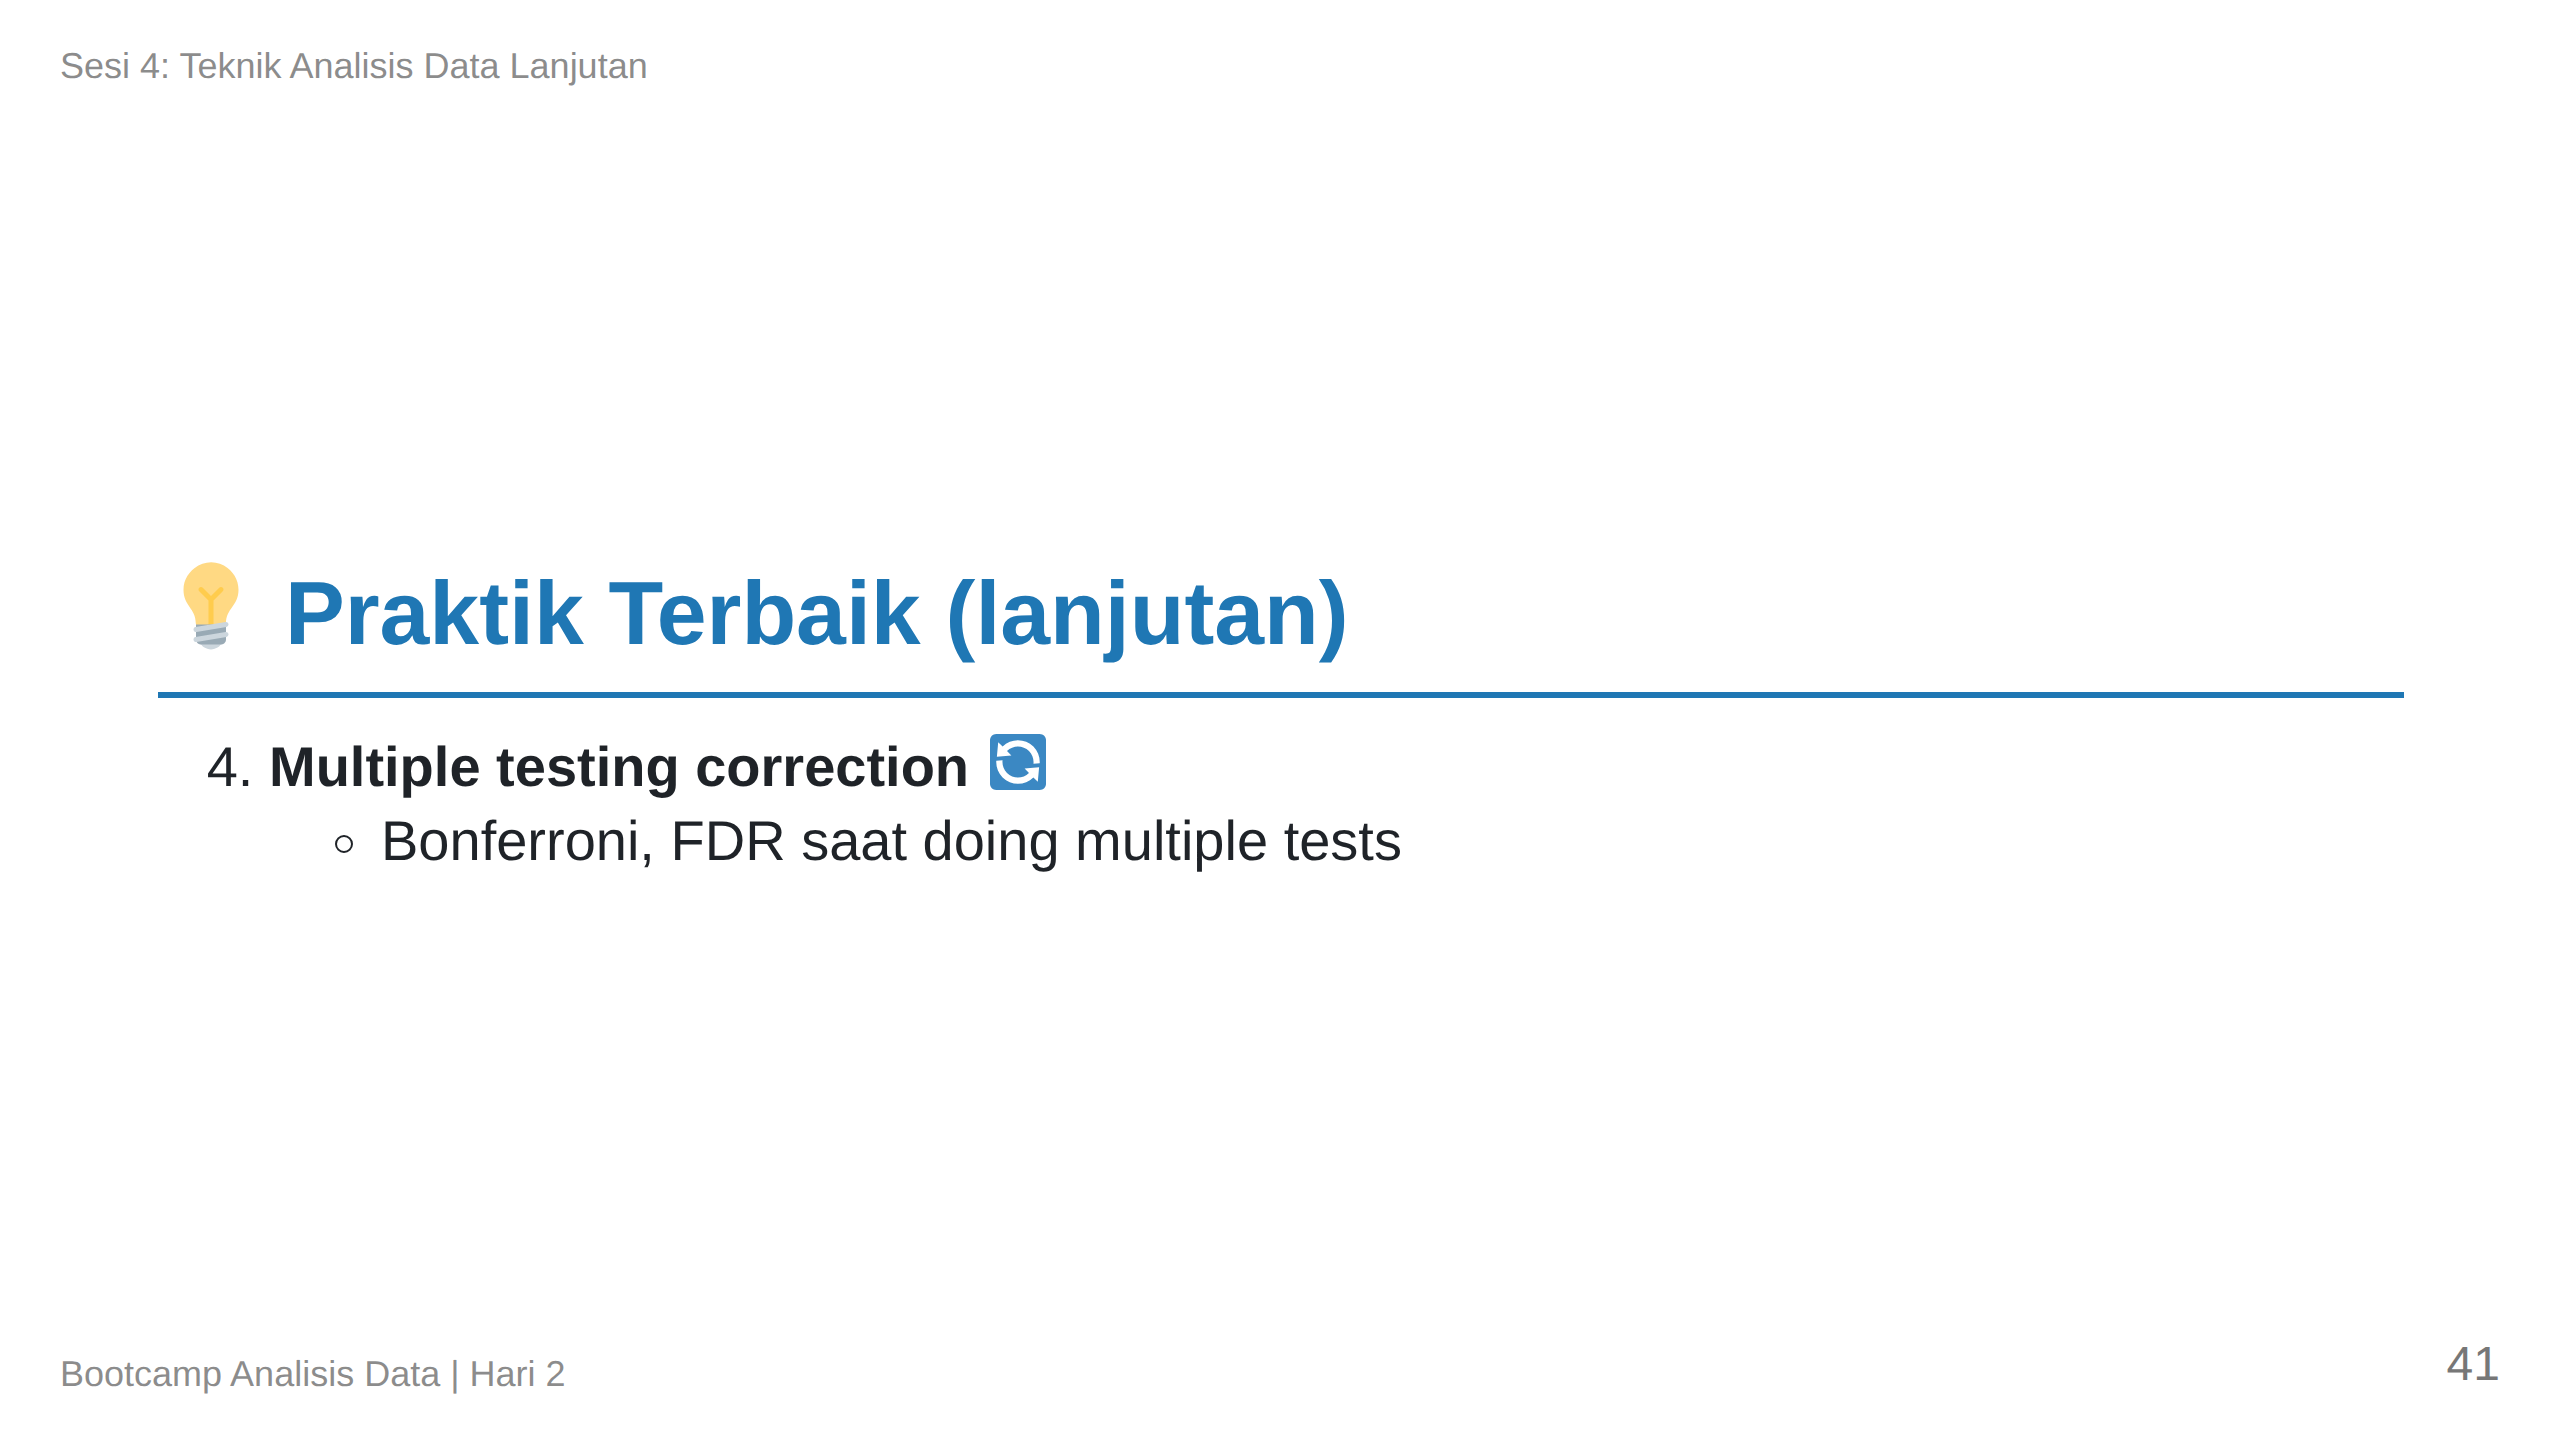 Sesi 4: Teknik Analisis Data Lanjutan
💡 Praktik Terbaik (lanjutan)
4. Multiple testing correction 🔄
○ Bonferroni, FDR saat doing multiple tests
Bootcamp Analisis Data | Hari 2
41